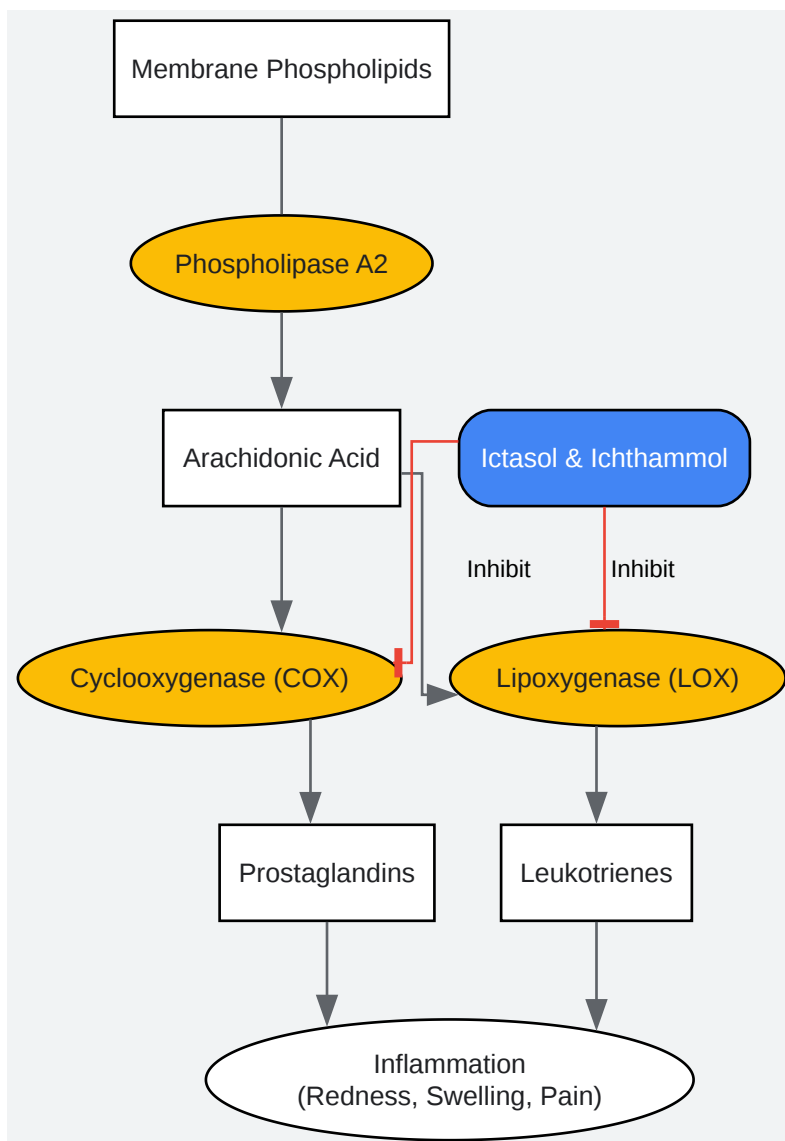 Membrane Phospholipids
Phospholipase A2
Arachidonic Acid
Ictasol & Ichthammol
Inhibit
Inhibit
Cyclooxygenase (COX)
Lipoxygenase (LOX)
Prostaglandins
Leukotrienes
Inflammation
(Redness, Swelling, Pain)